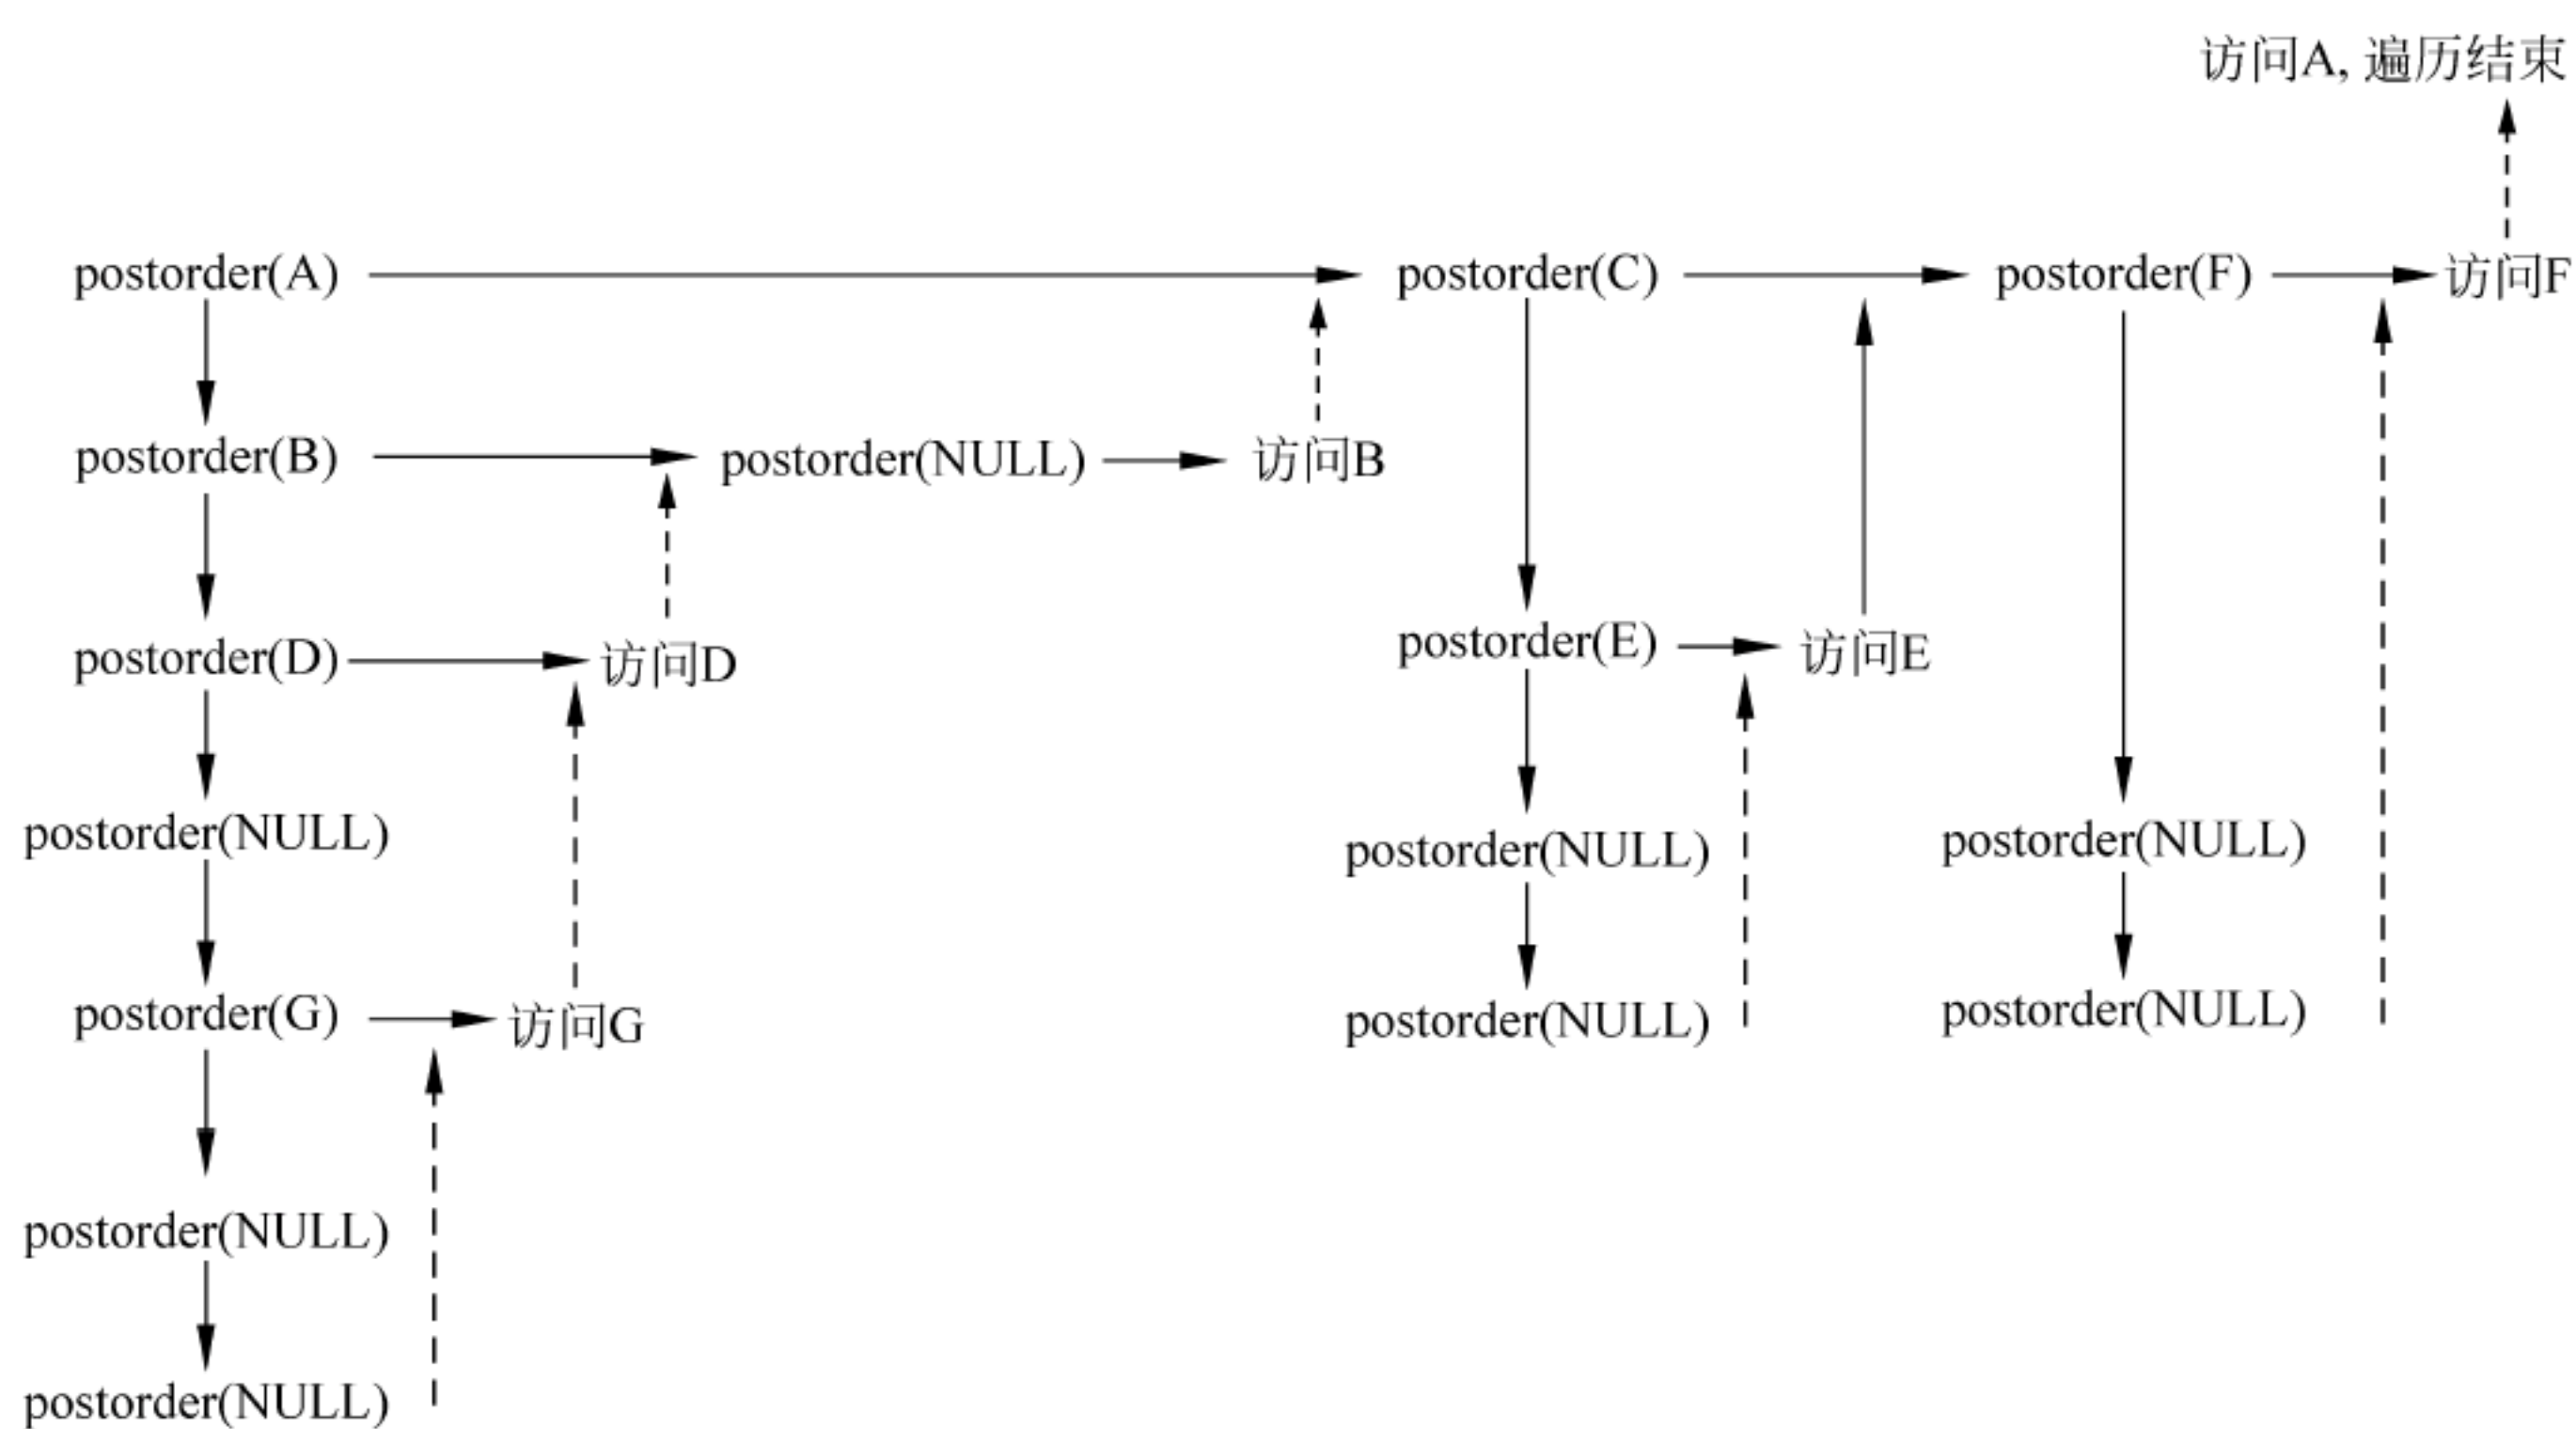 访问A, 遍历结束
postorder(A)
postorder(C)
postorder(F)
访问F
postorder(B)
postorder(NULL)
访问B
postorder(D)
访问D
postorder(E)
访问E
postorder(NULL)
postorder(NULL)
postorder(NULL)
postorder(G)
访问G
postorder(NULL)
postorder(NULL)
postorder(NULL)
postorder(NULL)